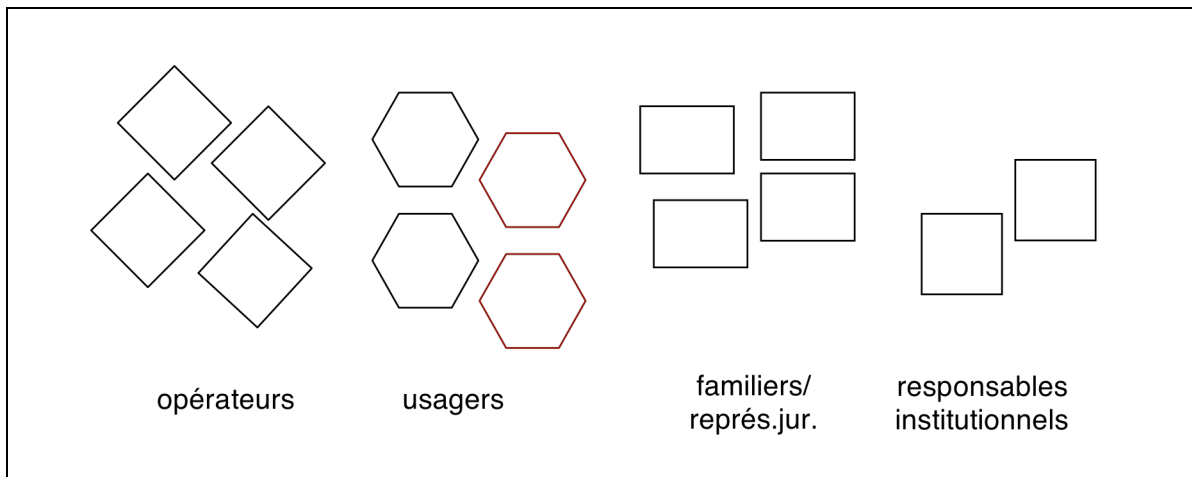 opérateurs
usagers
familiers/
représ.jur.
responsables
institutionnels